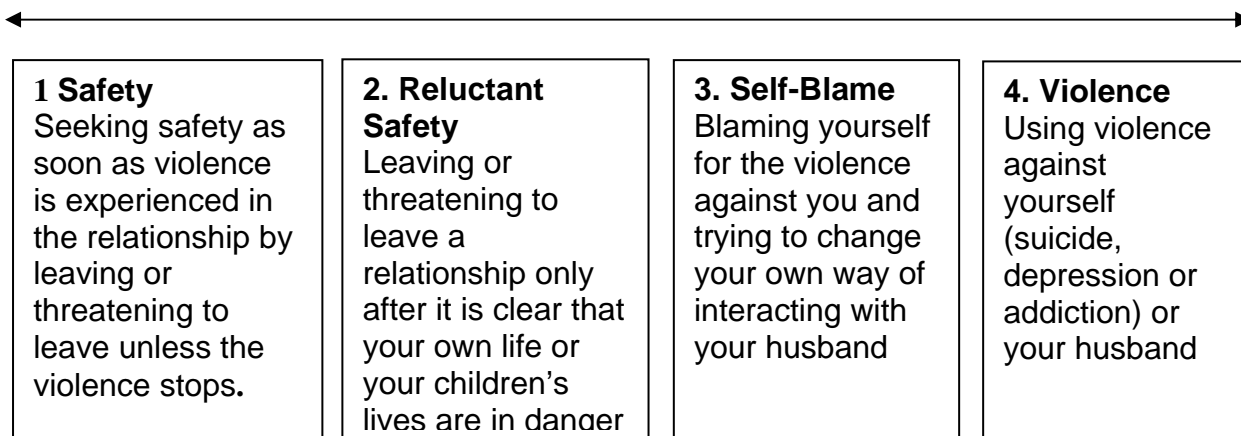 1 Safety
Seeking safety as
soon as violence
is experienced in
the relationship by
leaving or
threatening to
leave unless the
violence stops.
2. Reluctant
Safety
Leaving or
threatening to
leave a
relationship only
after it is clear that
your own life or
your children’s
lives are in danger
3. Self-Blame
Blaming yourself
for the violence
against you and
trying to change
your own way of
interacting with
your husband
4. Violence
Using violence
against
yourself
(suicide,
depression or
addiction) or
your husband